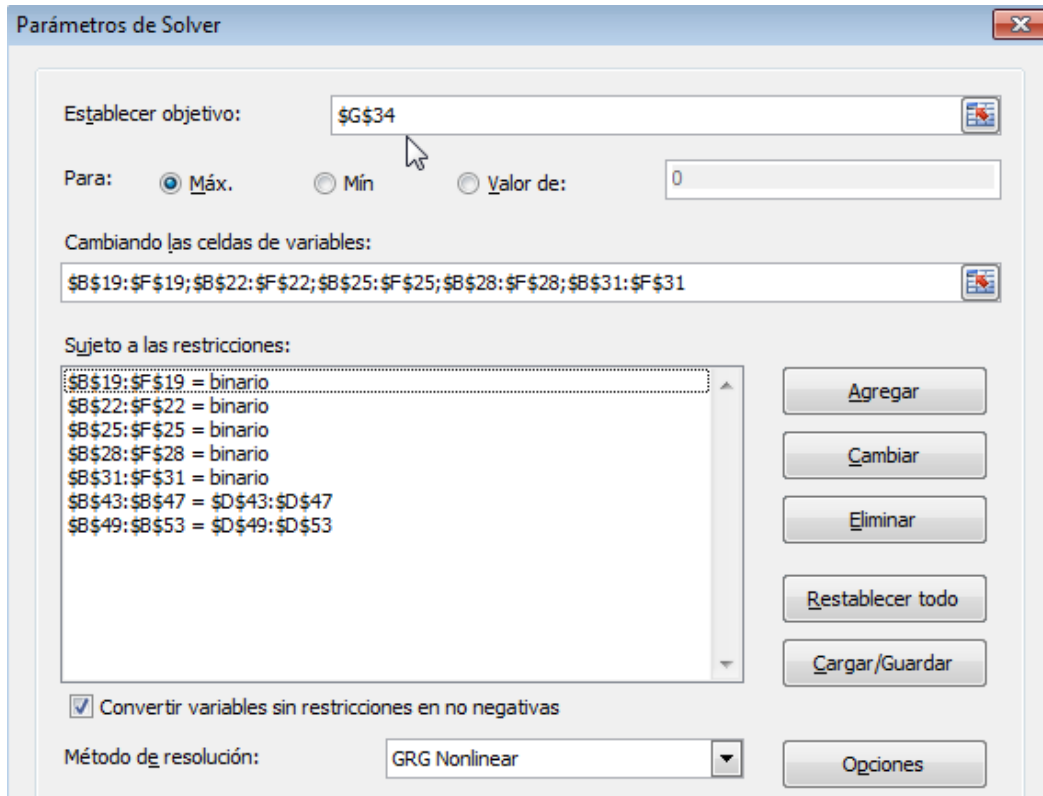 Parámetros de Solver
Establecer objetivo: $G$34
Para: Máx. Mín Valor de: 0
Cambiando las celdas de variables:
$B$19:$F$19;$B$22:$F$22;$B$25:$F$25;$B$28:$F$28;$B$31:$F$31
Sujeto a las restricciones:
$B$19:$F$19 = binario
$B$22:$F$22 = binario
$B$25:$F$25 = binario
$B$28:$F$28 = binario
$B$31:$F$31 = binario
$B$43:$B$47 = $D$43:$D$47
$B$49:$B$53 = $D$49:$D$53
Agregar
Cambiar
Eliminar
Restablecer todo
Cargar/Guardar
Convertir variables sin restricciones en no negativas
Método de resolución: GRG Nonlinear Opciones